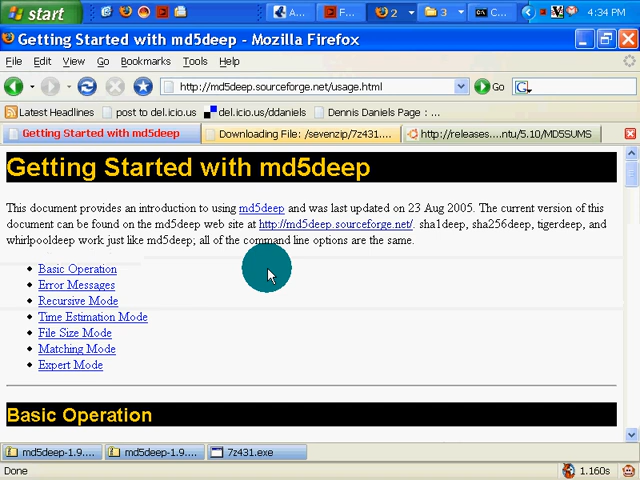 start
A...
F...
2
3
C...
4:34 PM
Getting Started with md5deep - Mozilla Firefox
File Edit View Go Bookmarks Tools Help
http://md5deep.sourceforge.net/usage.html
Go
G
Latest Headlines
post to del.icio.us
del.icio.us/ddaniels
Dennis Daniels Page : ...
Getting Started with md5deep
Downloading File: /sevenzip/7z431....
http://releases....ntu/5.10/MD5SUMS
Getting Started with md5deep
This document provides an introduction to using md5deep and was last updated on 23 Aug 2005. The current version of this
document can be found on the md5deep web site at http://md5deep.sourceforge.net/. sha1deep, sha256deep, tigerdeep, and
whirlpooldeep work just like md5deep; all of the command line options are the same.
Basic Operation
Error Messages
Recursive Mode
Time Estimation Mode
File Size Mode
Matching Mode
Expert Mode
Basic Operation
md5deep-1.9....
md5deep-1.9....
7z431.exe
Done
1.160s